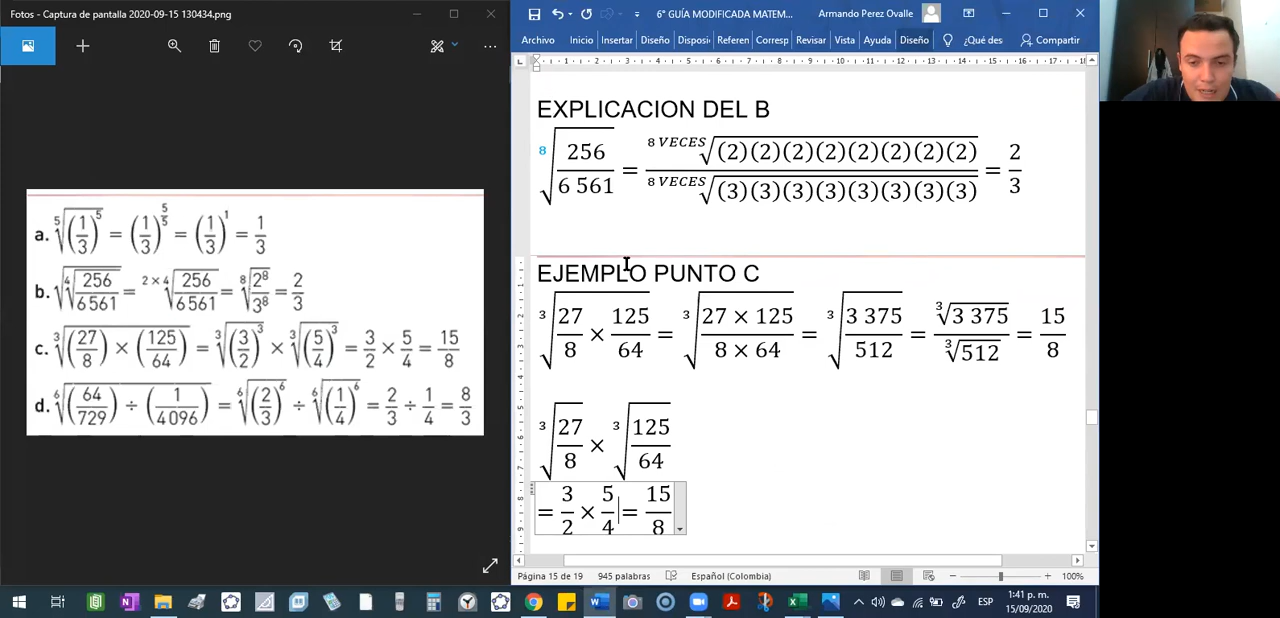 Fotos - Captura de pantalla 2020-09-15 130434.png
6° GUÍA MODIFICADA MATEM... Armando Perez Ovalle
Archivo Inicio Insertar Diseño Disposi Referen Corresp Revisar Vista Ayuda Diseño ¿Qué des Compartir
a. ⁵√(1/3)⁵ = (1/3)^(5/5) = (1/3)¹ = 1/3
b. √⁴√(256/6561) = ²ˣ⁴√(256/6561) = ⁸√(2⁸/3⁸) = 2/3
c. ³√((27/8) × (125/64)) = ³√(3/2)³ × ³√(5/4)³ = 3/2 × 5/4 = 15/8
d. ⁶√((64/729) ÷ (1/4096)) = ⁶√(2/3)⁶ ÷ ⁶√(1/4)⁶ = 2/3 ÷ 1/4 = 8/3
EXPLICACION DEL B
⁸√(256/6 561) = 8 VECES√(2)(2)(2)(2)(2)(2)(2)(2) / 8 VECES√(3)(3)(3)(3)(3)(3)(3)(3) = 2/3
EJEMPLO PUNTO C
³√(27/8 × 125/64) = ³√(27 × 125/8 × 64) = ³√(3 375/512) = ³√3 375/³√512 = 15/8
³√(27/8) × ³√(125/64)
= 3/2 × 5/4 = 15/8
Página 15 de 19 945 palabras Español (Colombia) 100%
ESP
1:41 p. m.
15/09/2020